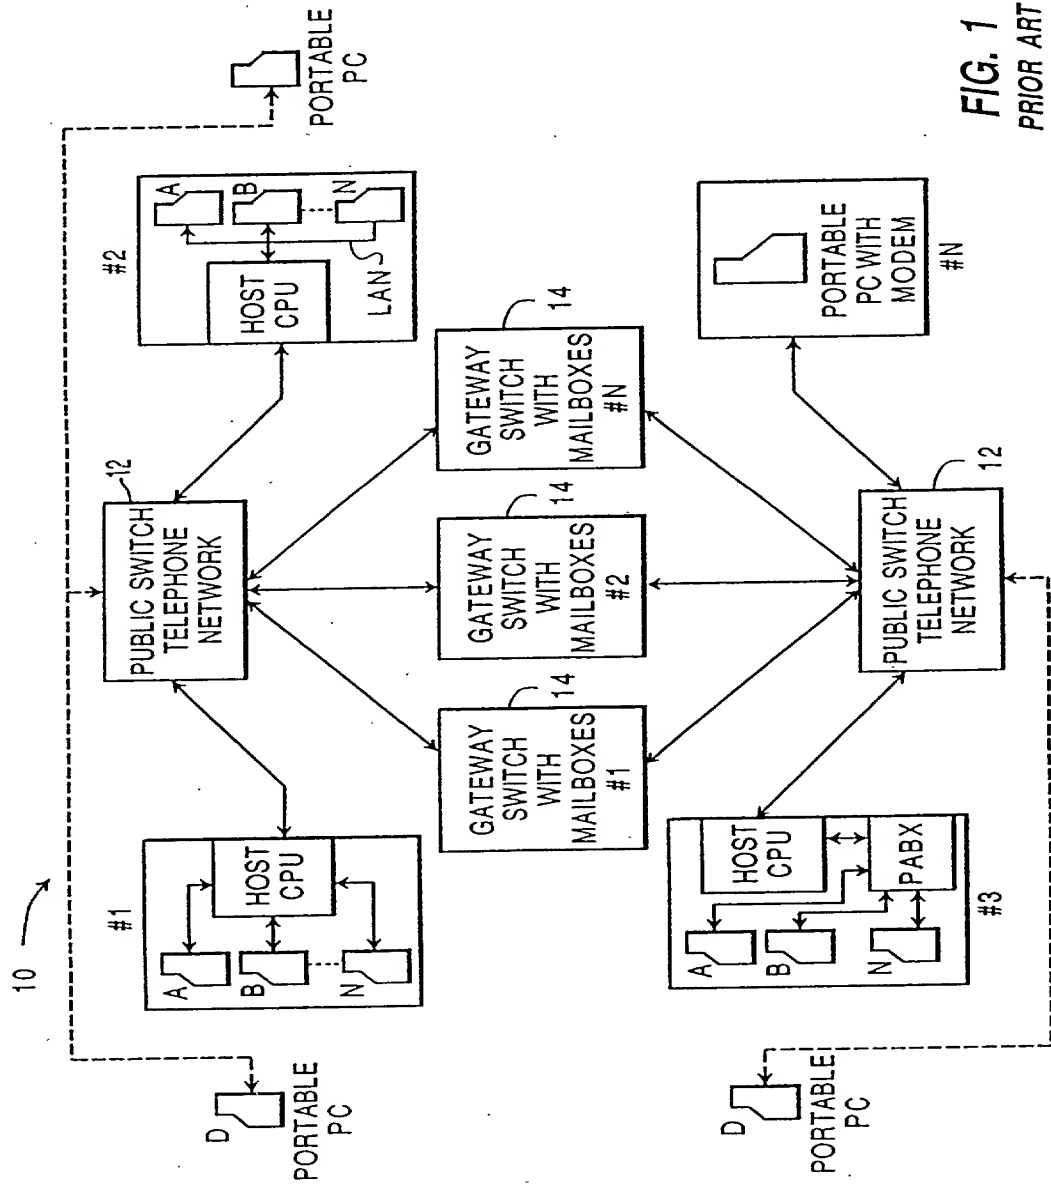 10
D
PORTABLE
PC
#1
A
B
N
HOST
CPU
PUBLIC SWITCH
TELEPHONE
NETWORK
12
#2
HOST
CPU
LAN
A
B
N
PORTABLE
PC
GATEWAY
SWITCH
WITH
MAILBOXES
#1
14
GATEWAY
SWITCH
WITH
MAILBOXES
#2
14
GATEWAY
SWITCH
WITH
MAILBOXES
#N
14
D
PORTABLE
PC
A
B
N
HOST
CPU
PABX
#3
PUBLIC SWITCH
TELEPHONE
NETWORK
12
PORTABLE
PC WITH
MODEM
#N
FIG. 1
PRIOR ART